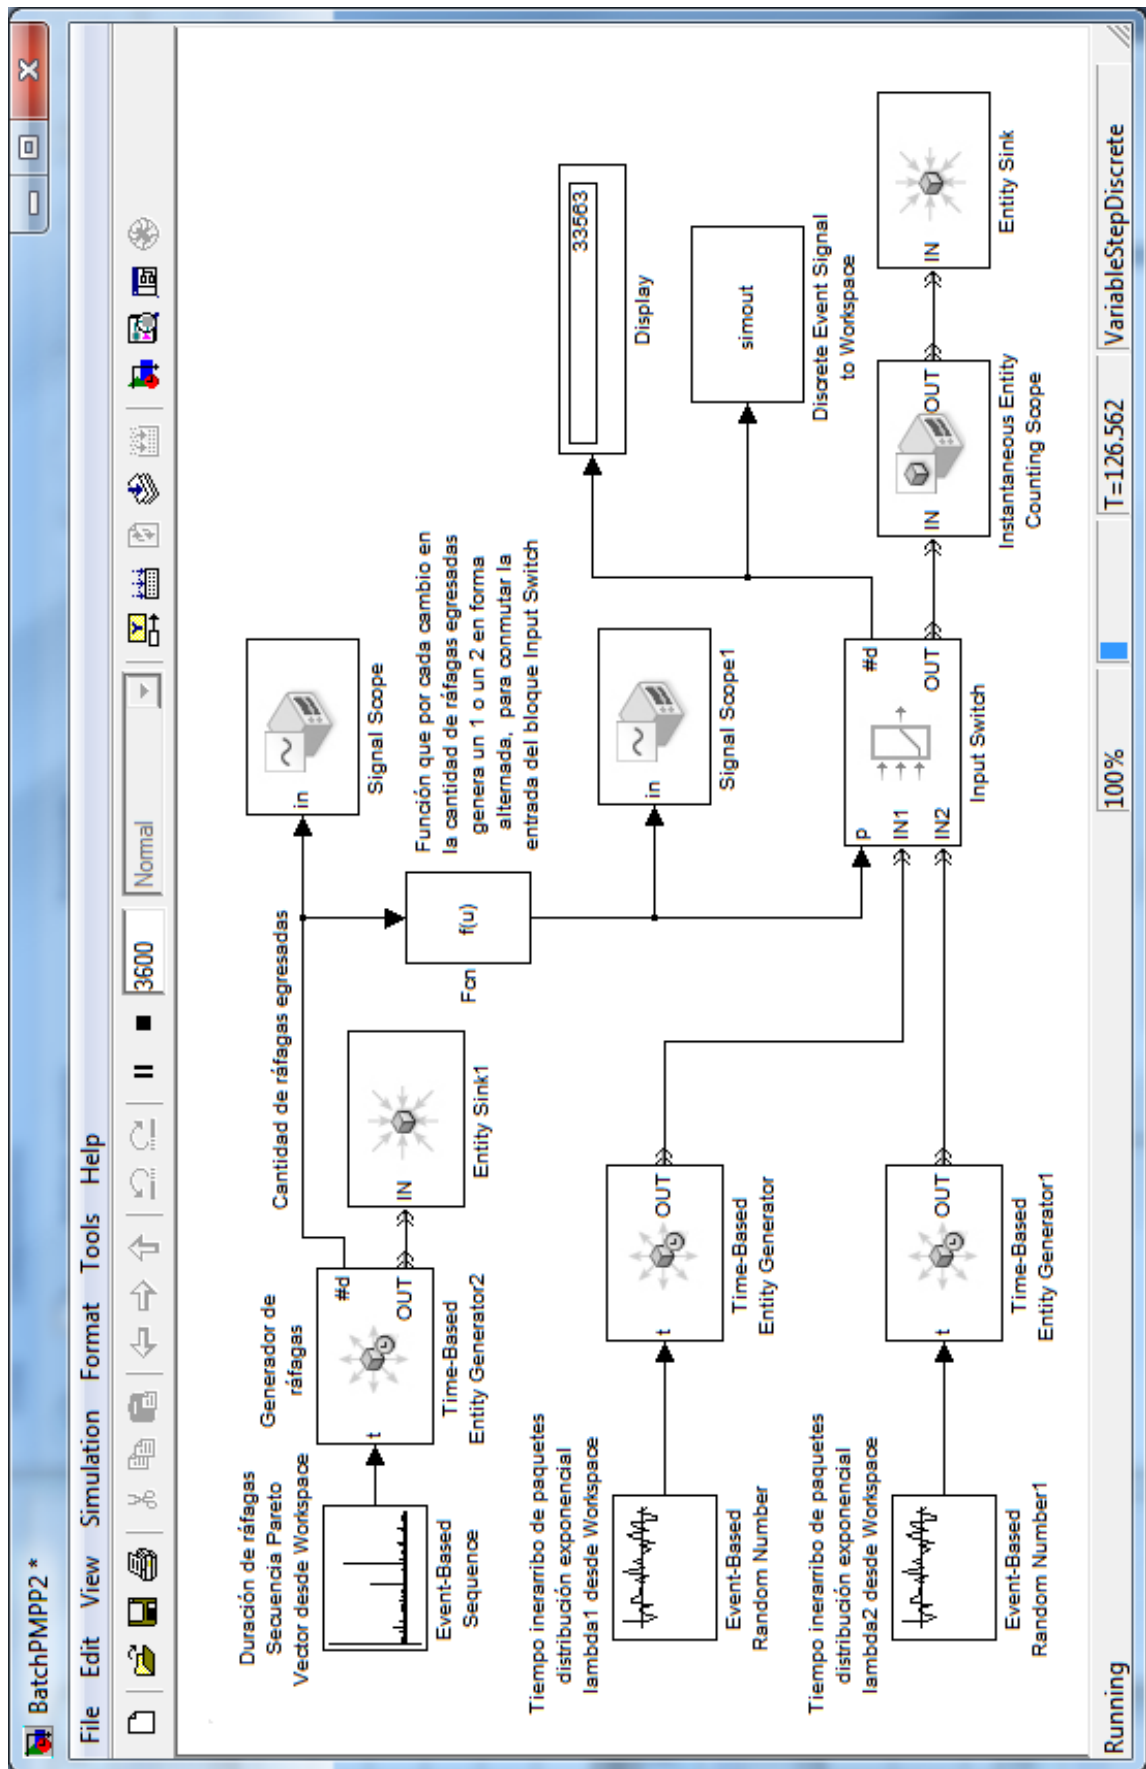 BatchPMPP2 *
File Edit View Simulation Format Tools Help
3600
Normal
Duración de ráfagas
Secuencia Pareto
Vector desde Workspace
Event-Based
Sequence
Generador de
ráfagas
t
#d
OUT
Time-Based
Entity Generator2
Cantidad de ráfagas egresadas
IN
Entity Sink1
in
Signal Scope
f(u)
Fcn
Función que por cada cambio en
la cantidad de ráfagas egresadas
genera un 1 o un 2 en forma
alternada, para conmutar la
entrada del bloque Input Switch
in
Signal Scope1
33563
Display
simout
Discrete Event Signal
to Workspace
Tiempo inerarribo de paquetes
distribución exponencial
lambda1 desde Workspace
Event-Based
Random Number
t
OUT
Time-Based
Entity Generator
Tiempo inerarribo de paquetes
distribución exponencial
lambda2 desde Workspace
Event-Based
Random Number1
t
OUT
Time-Based
Entity Generator1
p
IN1
IN2
#d
OUT
Input Switch
IN
OUT
Instantaneous Entity
Counting Scope
IN
Entity Sink
Running
100%
T=126.562
VariableStepDiscrete